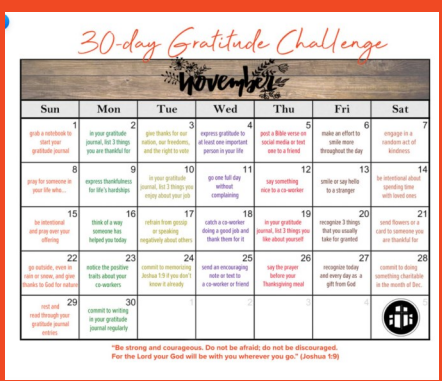 30-day Gratitude Challenge
November
Sun Mon Tue Wed Thu Fri Sat
1
grab a notebook to
start your
gratitude journal
2
in your gratitude
journal, list 3 things
you are thankful for
3
give thanks for our
nation, our freedoms,
and the right to vote
4
express gratitude to
at least one important
person in your life
5
post a Bible verse on
social media or text
one to a friend
6
make an effort to
smile more
throughout the day
7
engage in a
random act of
kindness
8
pray for someone in
your life who...
9
express thankfulness
for life's hardships
10
in your gratitude
journal, list 3 things you
enjoy about your job
11
go one full day
without
complaining
12
say something
nice to a co-worker
13
smile or say hello
to a stranger
14
be intentional about
spending time
with loved ones
15
be intentional
and pray over your
offering
16
think of a way
someone has
helped you today
17
refrain from gossip
or speaking
negatively about others
18
catch a co-worker
doing a good job and
thank them for it
19
in your gratitude
journal, list 3 things you
like about yourself
20
recognize 3 things
that you usually
take for granted
21
send flowers or a
card to someone you
are thankful for
22
go outside, even in
rain or snow, and give
thanks to God for nature
23
notice the positive
traits about your
co-workers
24
commit to memorizing
Joshua 1:9 if you don't
know it already
25
send an encouraging
note or text to
a co-worker or friend
26
say the prayer
before your
Thanksgiving meal
27
recognize today
and every day as a
gift from God
28
commit to doing
something charitable
in the month of Dec.
29
rest and
read through your
gratitude journal
entries
30
commit to writing
in your gratitude
journal regularly
"Be strong and courageous. Do not be afraid; do not be discouraged.
For the Lord your God will be with you wherever you go." (Joshua 1:9)